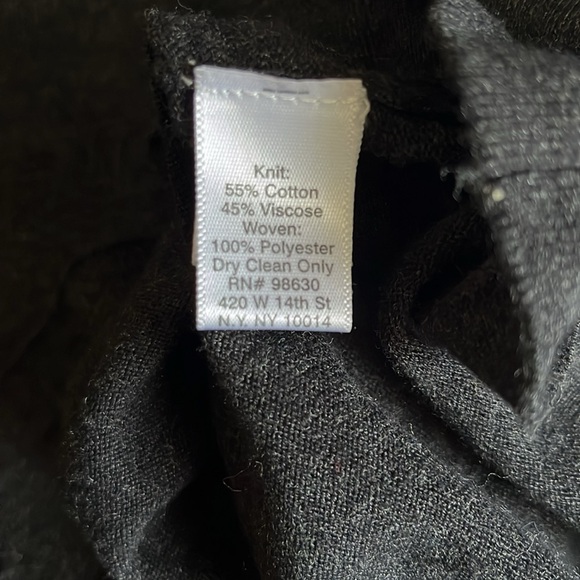 Knit:
55% Cotton
45% Viscose
Woven:
100% Polyester
Dry Clean Only
RN# 98630
420 W 14th St
N.Y. NY 10014